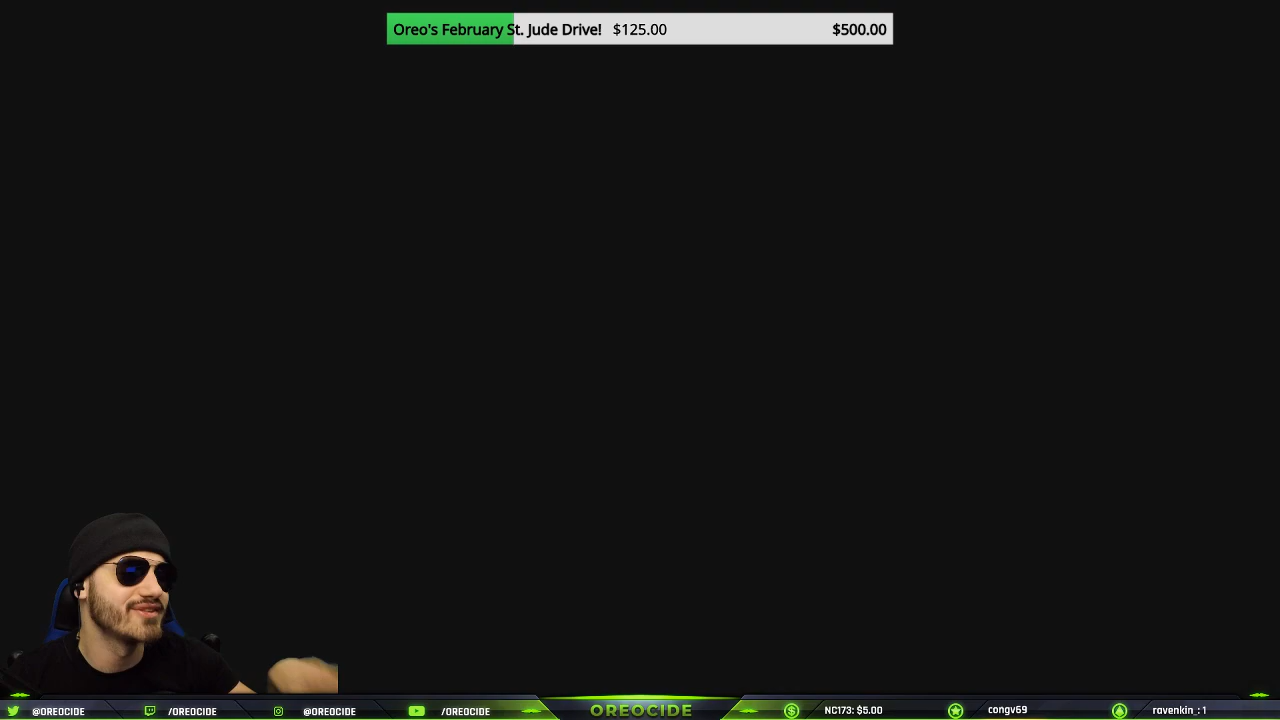 Oreo's February St. Jude Drive! $125.00 $500.00
@OREOCIDE /OREOCIDE @OREOCIDE /OREOCIDE OREOCIDE NC173: $5.00 congv69 ravenkin_: 1